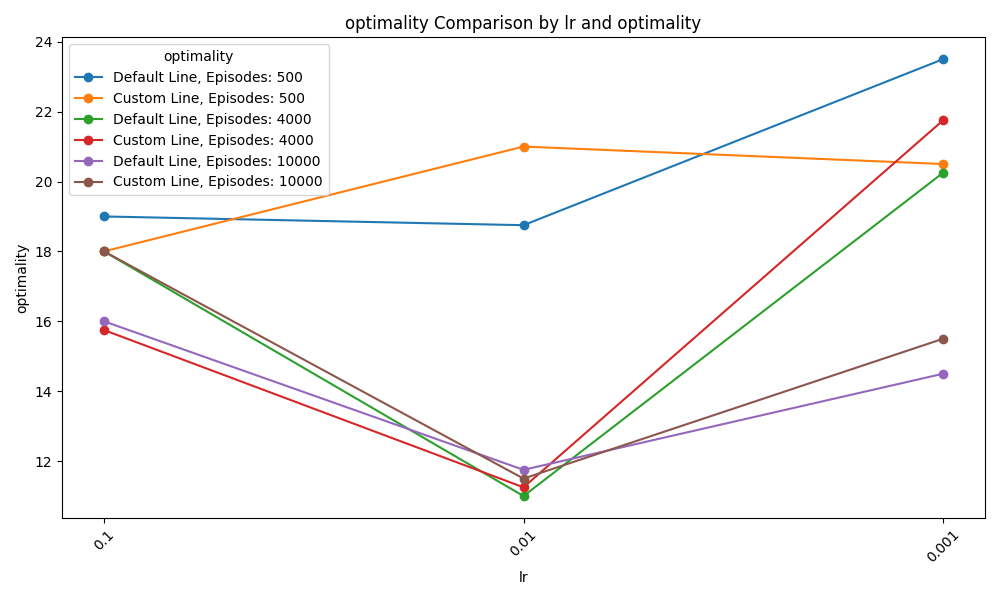 optimality Comparison by lr and optimality
24
22
20
18
16
14
12
optimality
optimality
Default Line, Episodes: 500
Custom Line, Episodes: 500
Default Line, Episodes: 4000
Custom Line, Episodes: 4000
Default Line, Episodes: 10000
Custom Line, Episodes: 10000
0.1
0.01
0.001
lr